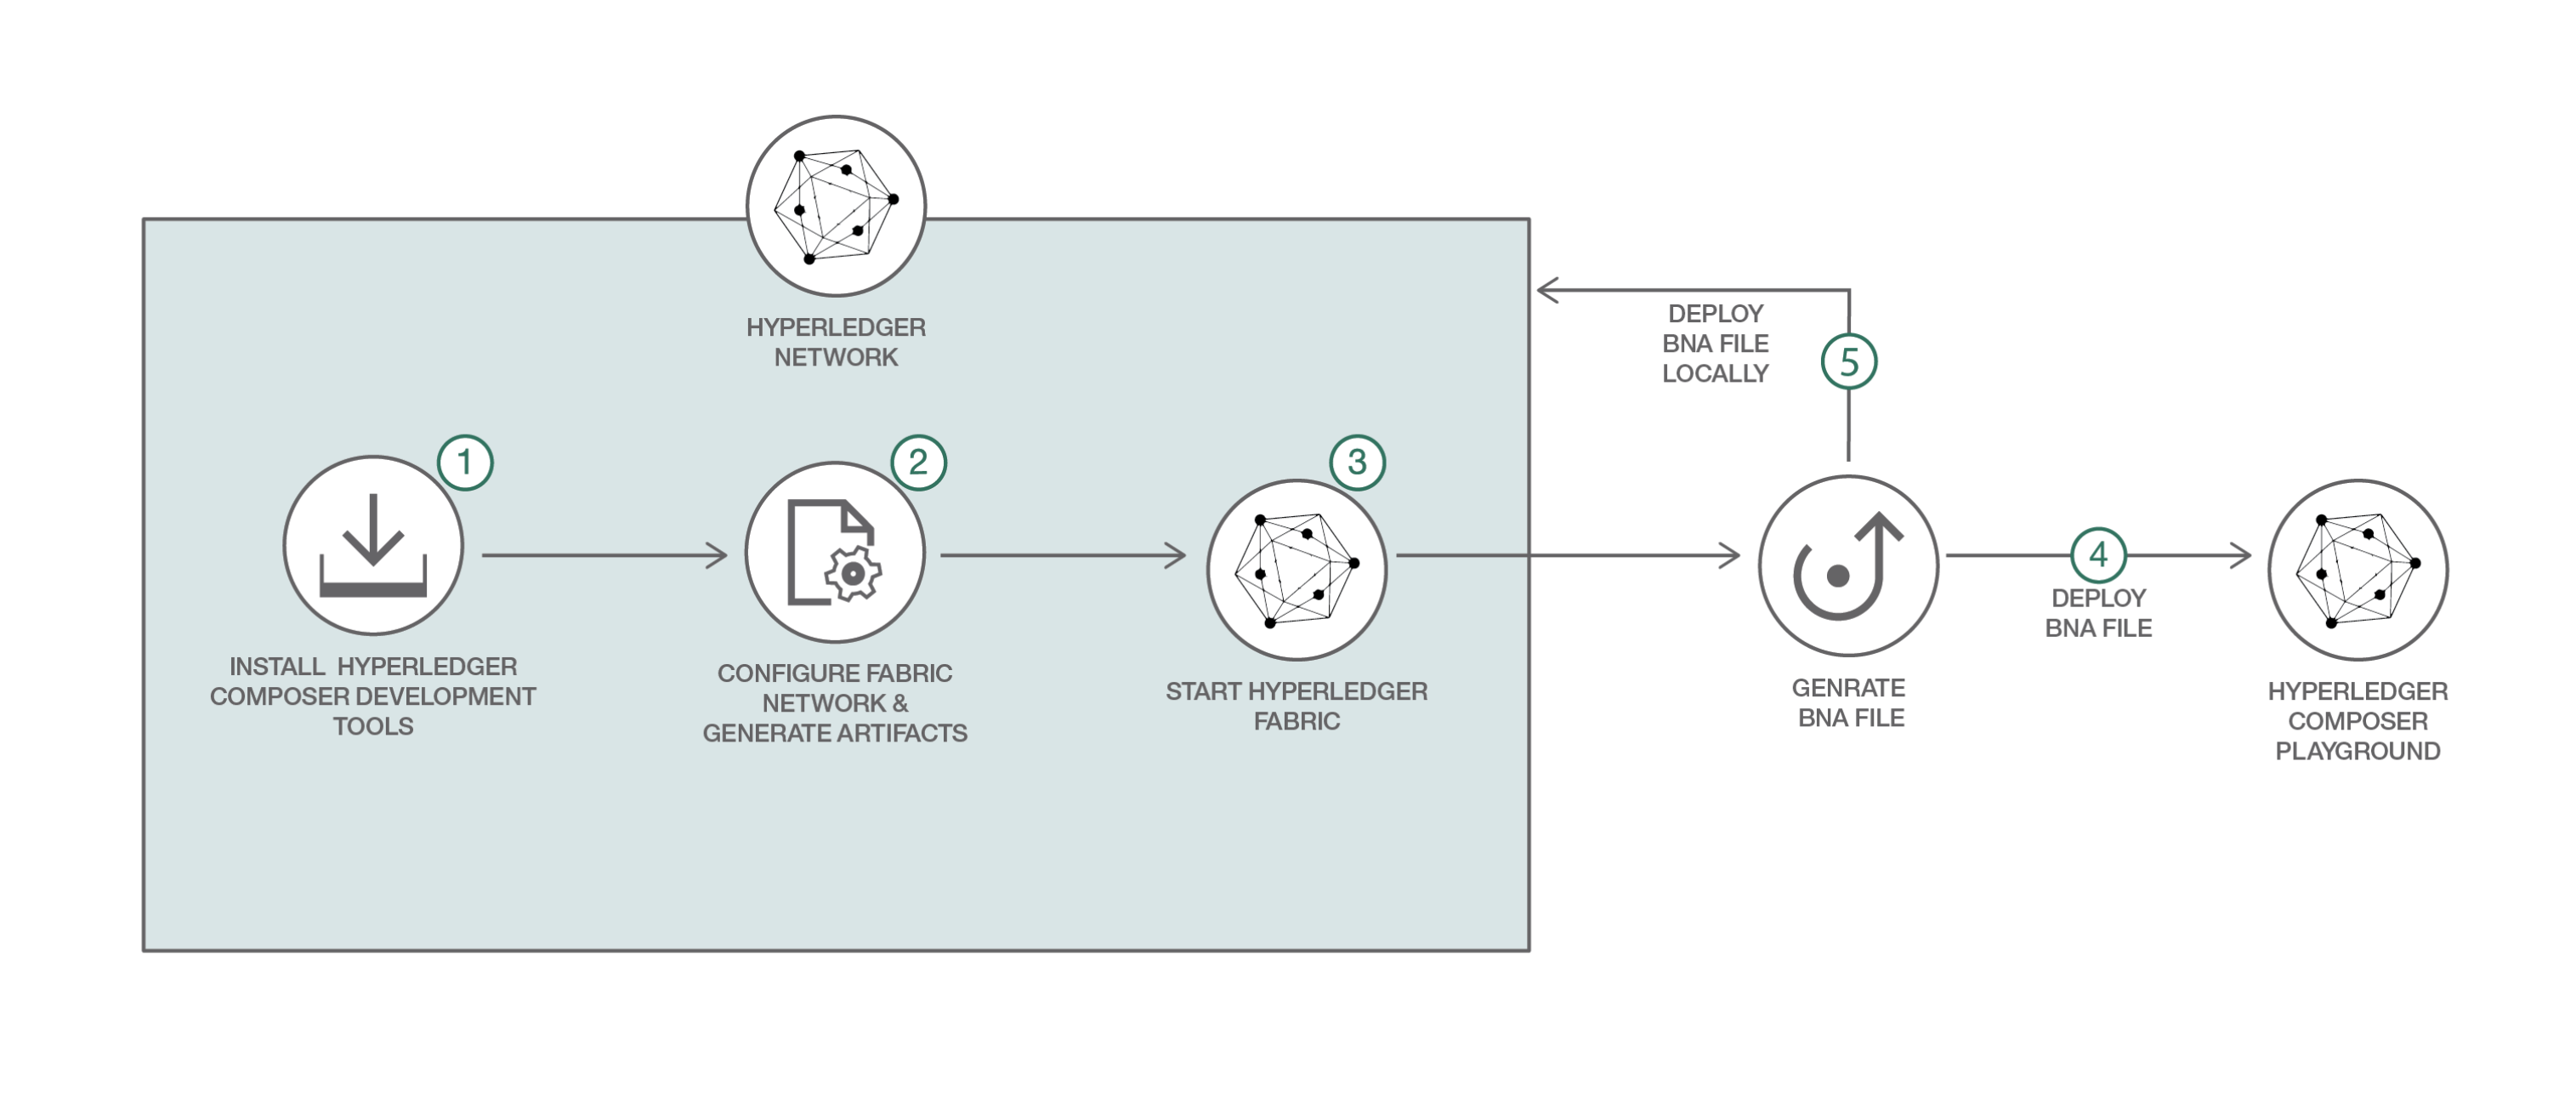 HYPERLEDGER
NETWORK
1
INSTALL HYPERLEDGER
COMPOSER DEVELOPMENT
TOOLS
2
CONFIGURE FABRIC
NETWORK &
GENERATE ARTIFACTS
3
START HYPERLEDGER
FABRIC
DEPLOY
BNA FILE
LOCALLY
5
GENRATE
BNA FILE
4
DEPLOY
BNA FILE
HYPERLEDGER
COMPOSER
PLAYGROUND